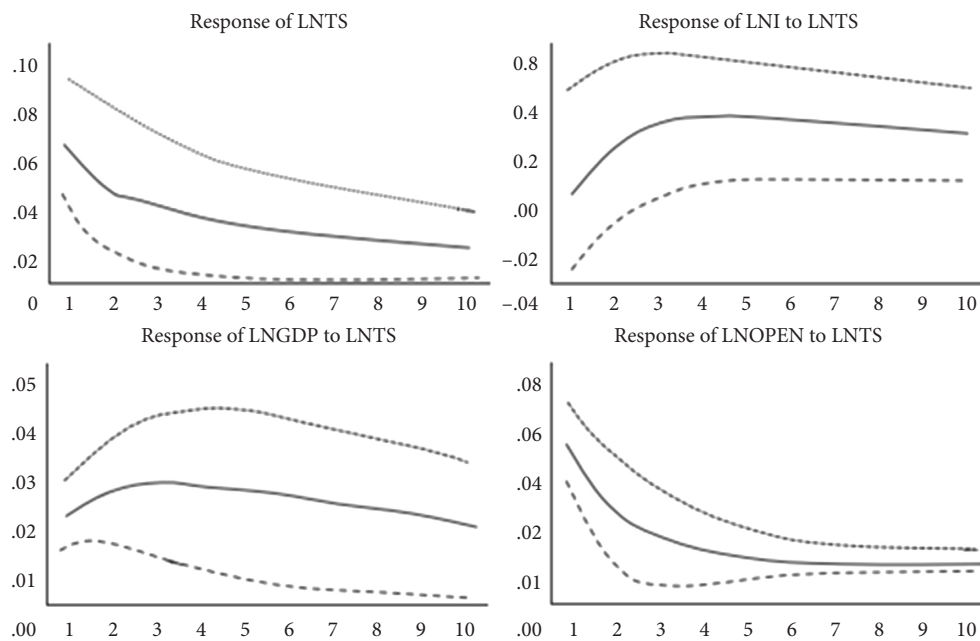 Response of LNTS
.10
.08
.06
.04
.02
0 1 2 3 4 5 6 7 8 9 10
Response of LNI to LNTS
0.8
0.4
0.2
.00
–.02
–.04 1 2 3 4 5 6 7 8 9 10
Response of LNGDP to LNTS
.05
.04
.03
.02
.01
.00 1 2 3 4 5 6 7 8 9 10
Response of LNOPEN to LNTS
.08
.06
.04
.02
.01
.00 1 2 3 4 5 6 7 8 9 10